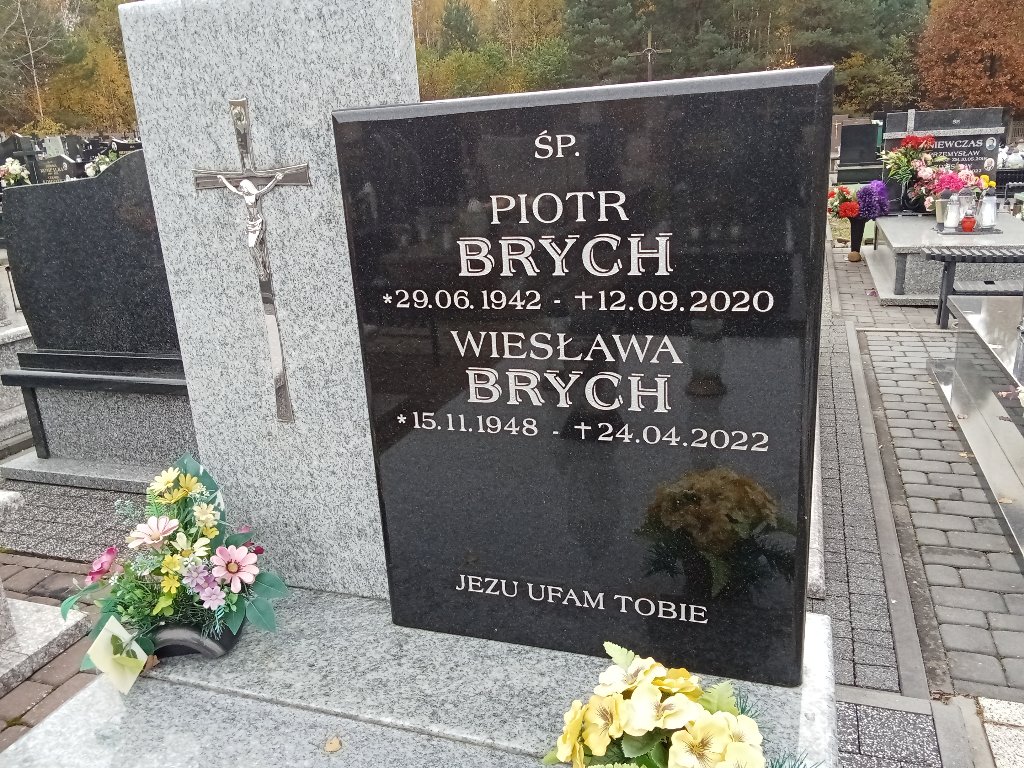 ŚP.
PIOTR
BRYCH
*29.06.1942 - †12.09.2020
WIESŁAWA
BRYCH
*15.11.1948 - †24.04.2022
JEZU UFAM TOBIE